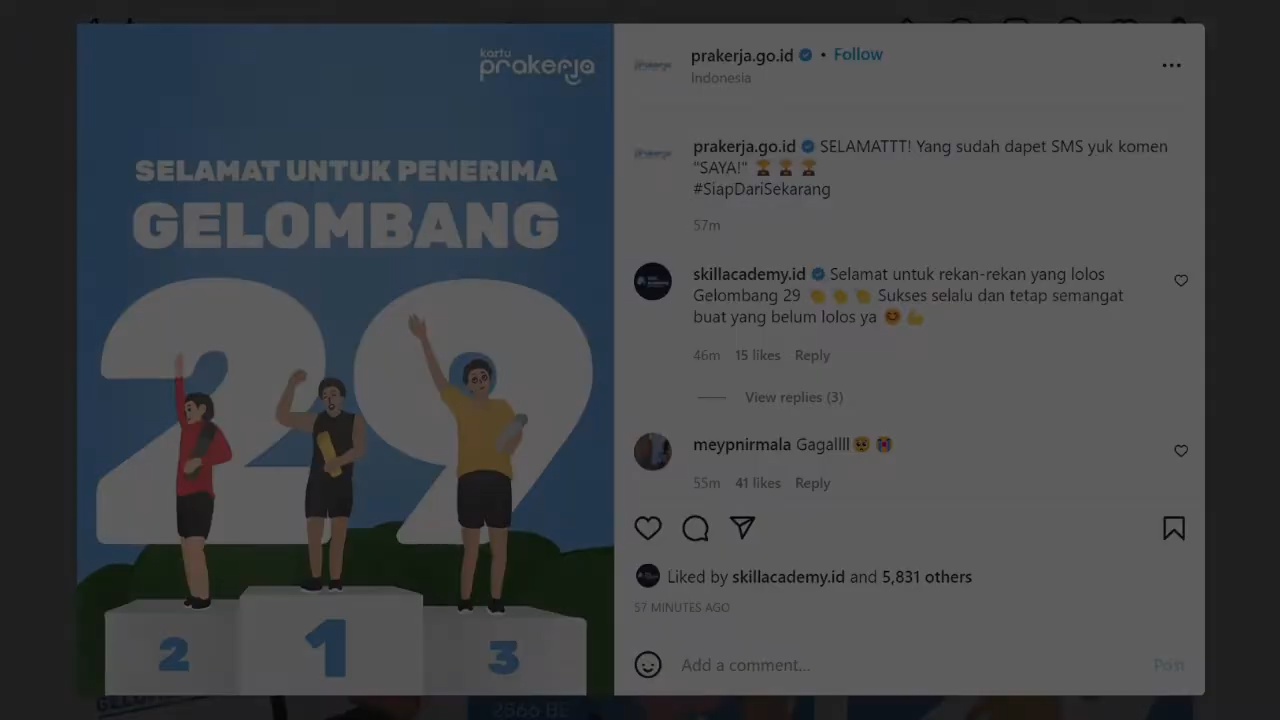 kartu
prakerja
SELAMAT UNTUK PENERIMA
GELOMBANG
29
2
1
3
prakerja.go.id • Follow
Indonesia
prakerja.go.id SELAMATTT! Yang sudah dapet SMS yuk komen
"SAYA!" 🏆🏆🏆
#SiapDariSekarang
57m
skillacademy.id Selamat untuk rekan-rekan yang lolos
Gelombang 29 👏👏👏 Sukses selalu dan tetap semangat
buat yang belum lolos ya 😊💪
46m 15 likes Reply
View replies (3)
meypnirmala Gagallll🥺😭
55m 41 likes Reply
Liked by skillacademy.id and 5,831 others
57 MINUTES AGO
Add a comment...
Post